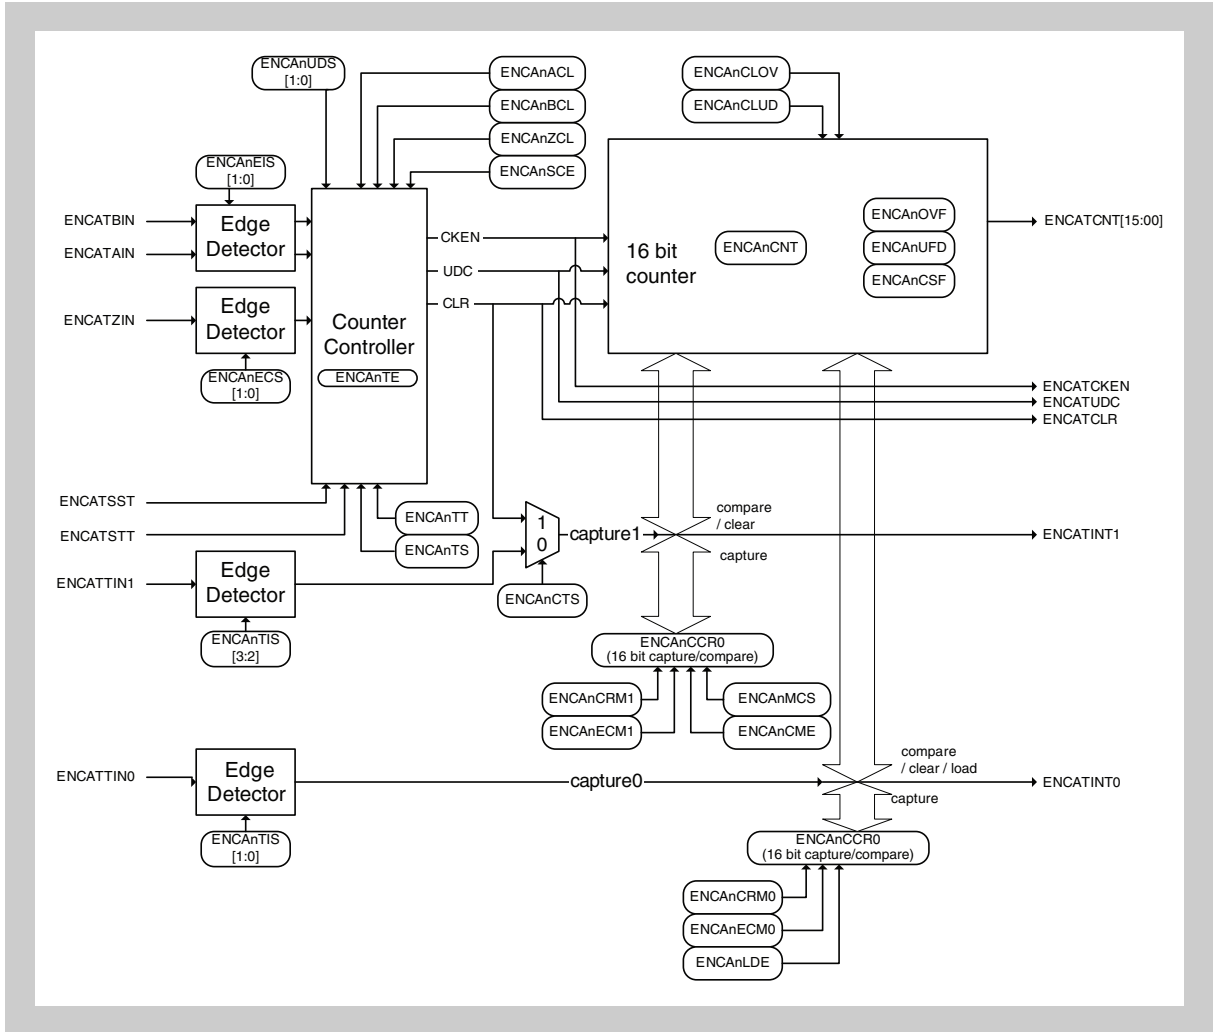 ENCAnUDS
[1:0]
ENCAnACL
ENCAnBCL
ENCAnZCL
ENCAnSCE
ENCAnCLOV
ENCAnCLUD
ENCAnEIS
[1:0]
ENCATBIN
ENCATAIN
Edge
Detector
ENCATZIN
Edge
Detector
ENCAnECS
[1:0]
Counter
Controller
ENCAnTE
CKEN
UDC
CLR
16 bit
counter
ENCAnCNT
ENCAnOVF
ENCAnUFD
ENCAnCSF
ENCATCNT[15:00]
ENCATCKEN
ENCATUDC
ENCATCLR
ENCATSST
ENCATSTT
ENCAnTT
ENCAnTS
1
0
capture1
compare
/ clear
capture
ENCATINT1
ENCATTIN1
Edge
Detector
ENCAnTIS
[3:2]
ENCAnCTS
ENCAnCCR0
(16 bit capture/compare)
ENCAnCRM1
ENCAnECM1
ENCAnMCS
ENCAnCME
ENCATTIN0
Edge
Detector
ENCAnTIS
[1:0]
capture0
compare
/ clear / load
capture
ENCATINT0
ENCAnCCR0
(16 bit capture/compare)
ENCAnCRM0
ENCAnECM0
ENCAnLDE